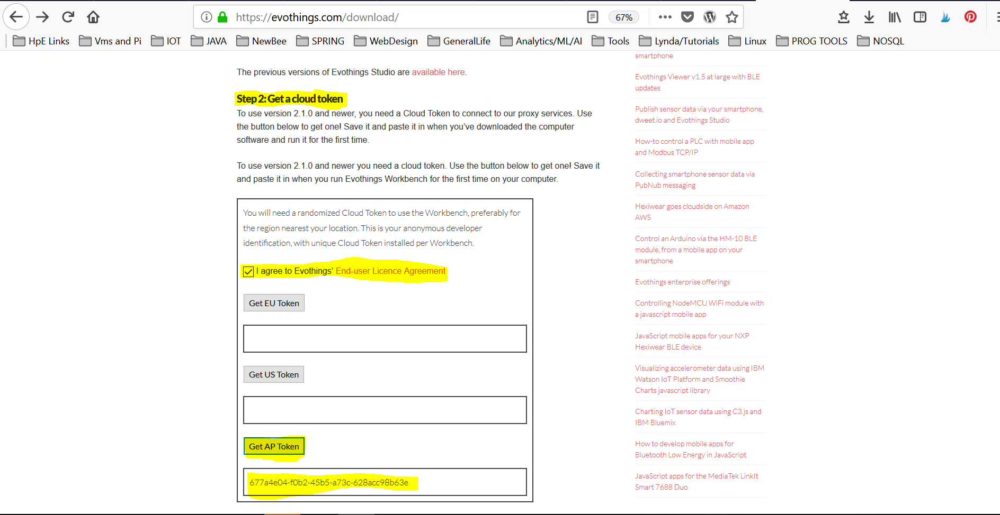 https://evothings.com/download/
67%
HpE Links
Vms and Pi
IOT
JAVA
NewBee
SPRING
WebDesign
GeneralLife
Analytics/ML/AI
Tools
Lynda/Tutorials
Linux
PROG TOOLS
NOSQL
The previous versions of Evothings Studio are available here.
Step 2: Get a cloud token
To use version 2.1.0 and newer, you need a Cloud Token to connect to our proxy services. Use
the button below to get one! Save it and paste it in when you’ve downloaded the computer
software and run it for the first time.
To use version 2.1.0 and newer you need a cloud token. Use the button below to get one! Save it
and paste it in when you run Evothings Workbench for the first time on your computer.
You will need a randomized Cloud Token to use the Workbench, preferably for
the region nearest your location. This is your anonymous developer
identification, with unique Cloud Token installed per Workbench.
I agree to Evothings’ End-user Licence Agreement
Get EU Token
Get US Token
Get AP Token
677a4e04-f0b2-45b5-a73c-628acc98b63e
smartphone
Evothings Viewer v1.5 at large with BLE
updates
Publish sensor data via your smartphone,
dweet.io and Evothings Studio
How-to control a PLC with mobile app
and Modbus TCP/IP
Collecting smartphone sensor data via
PubNub messaging
Hexiwear goes cloudside on Amazon
AWS
Control an Arduino via the HM-10 BLE
module, from a mobile app on your
smartphone
Evothings enterprise offerings
Controlling NodeMCU WiFi module with
a javascript mobile app
JavaScript mobile apps for your NXP
Hexiwear BLE device
Visualizing accelerometer data using IBM
Watson IoT Platform and Smoothie
Charts javascript library
Charting IoT sensor data using C3.js and
IBM Bluemix
How to develop mobile apps for
Bluetooth Low Energy in JavaScript
JavaScript apps for the MediaTek LinkIt
Smart 7688 Duo